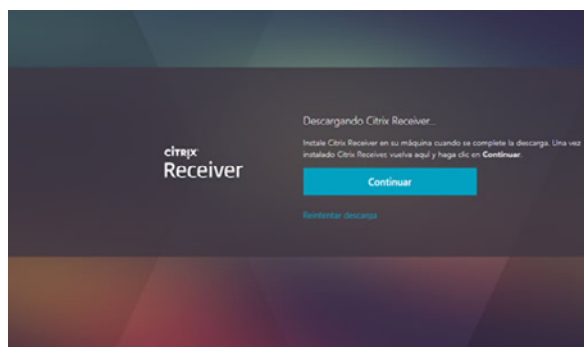 citrix
Receiver
Descargando Citrix Receiver...
Instale Citrix Receiver en su máquina cuando se complete la descarga. Una vez
instalado Citrix Receiver, vuelva aquí y haga clic en Continuar.
Continuar
Reintentar descarga